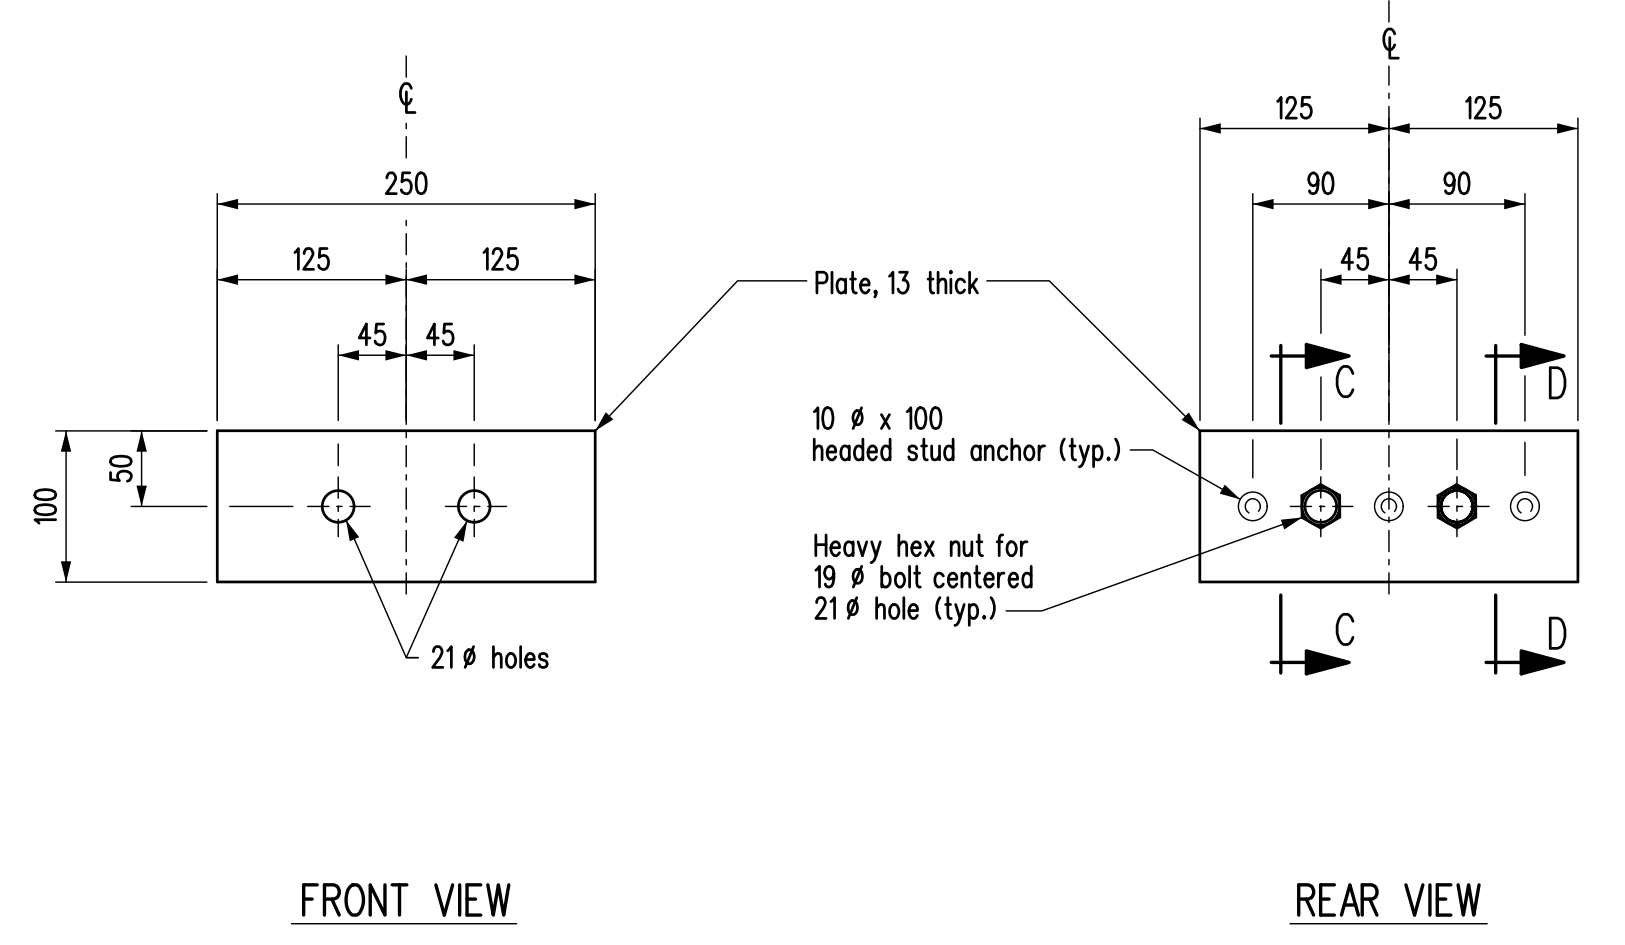 ℄
℄
125 125
250
90 90
125 125
45 45
Plate, 13 thick
45 45
C
D
10 ø x 100
headed stud anchor (typ.)
50
100
Heavy hex nut for
19 ø bolt centered
21 ø hole (typ.)
C
D
21 ø holes
FRONT VIEW
REAR VIEW